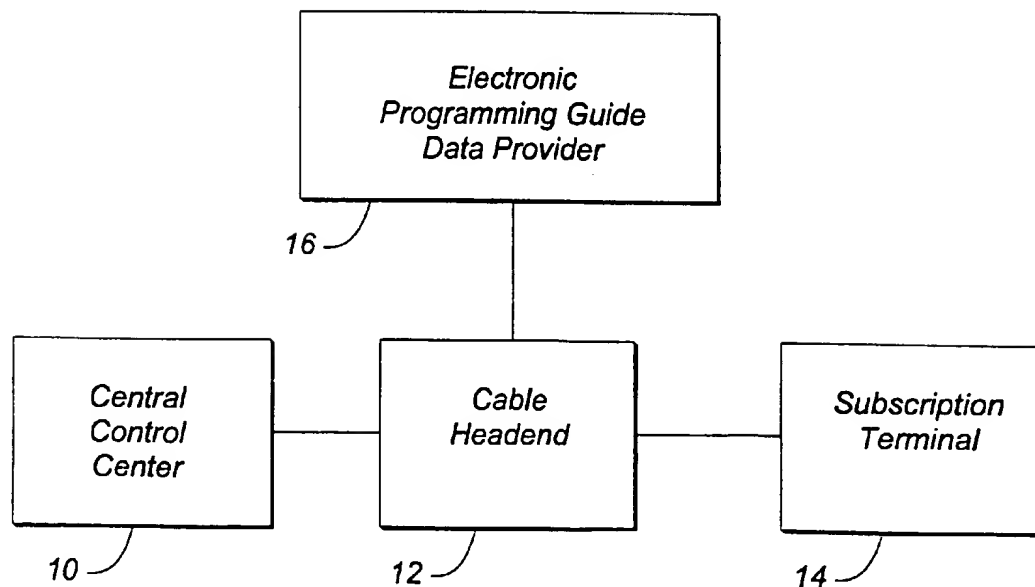 Electronic
Programming Guide
Data Provider
16
Central
Control
Center
10
Cable
Headend
12
Subscription
Terminal
14